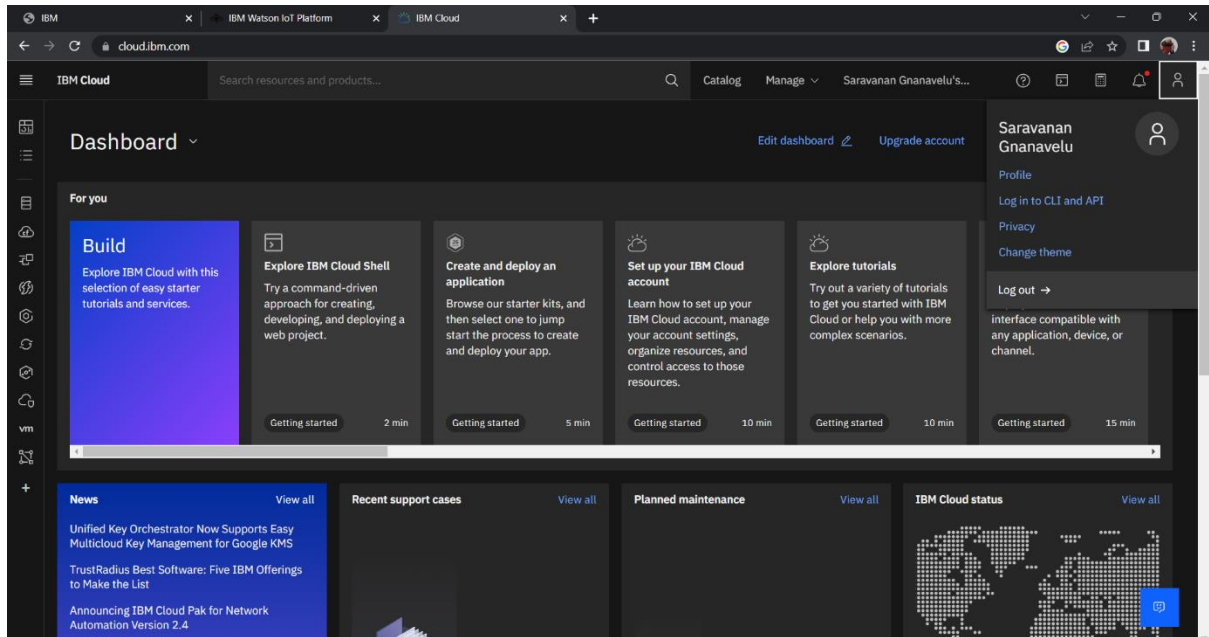 IBM
IBM Watson IoT Platform
IBM Cloud
cloud.ibm.com
IBM Cloud
Search resources and products...
Catalog
Manage
Saravanan Gnanavelu's...
Dashboard
Edit dashboard
Upgrade account
Saravanan
Gnanavelu
Profile
Log in to CLI and API
Privacy
Change theme
Log out →
For you
Build
Explore IBM Cloud with this
selection of easy starter
tutorials and services.
Explore IBM Cloud Shell
Try a command-driven
approach for creating,
developing, and deploying a
web project.
Getting started
2 min
Create and deploy an
application
Browse our starter kits, and
then select one to jump
start the process to create
and deploy your app.
Getting started
5 min
Set up your IBM Cloud
account
Learn how to set up your
IBM Cloud account, manage
your account settings,
organize resources, and
control access to those
resources.
Getting started
10 min
Explore tutorials
Try out a variety of tutorials
to get you started with IBM
Cloud or help you with more
complex scenarios.
Getting started
10 min
interface compatible with
any application, device, or
channel.
Getting started
15 min
vm
News
View all
Unified Key Orchestrator Now Supports Easy
Multicloud Key Management for Google KMS
TrustRadius Best Software: Five IBM Offerings
to Make the List
Announcing IBM Cloud Pak for Network
Automation Version 2.4
Recent support cases
View all
Planned maintenance
View all
IBM Cloud status
View all